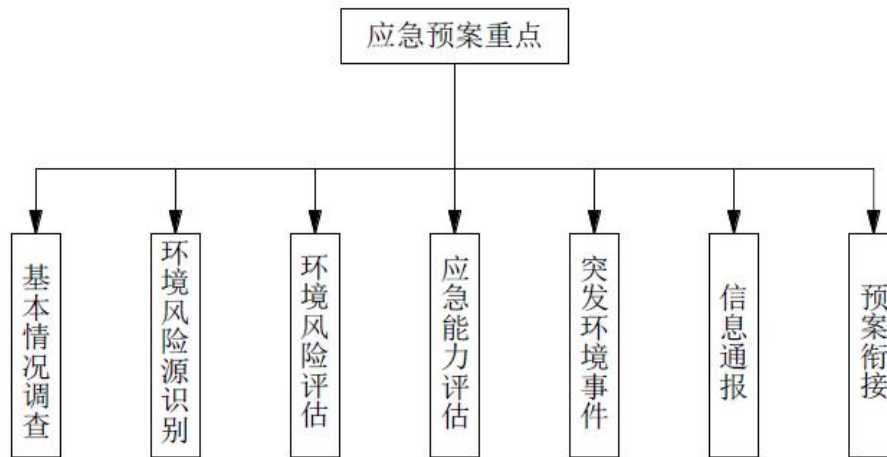 应急预案重点
基本情况调查
环境风险源识别
环境风险评估
应急能力评估
突发环境事件
信息通报
预案衔接